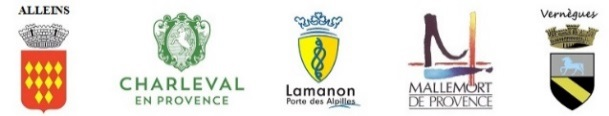 ALLEINS
CHARLEVAL
EN PROVENCE
Lamanon
Porte des Alpilles
MALLEMORT
DE PROVENCE
Vernègues